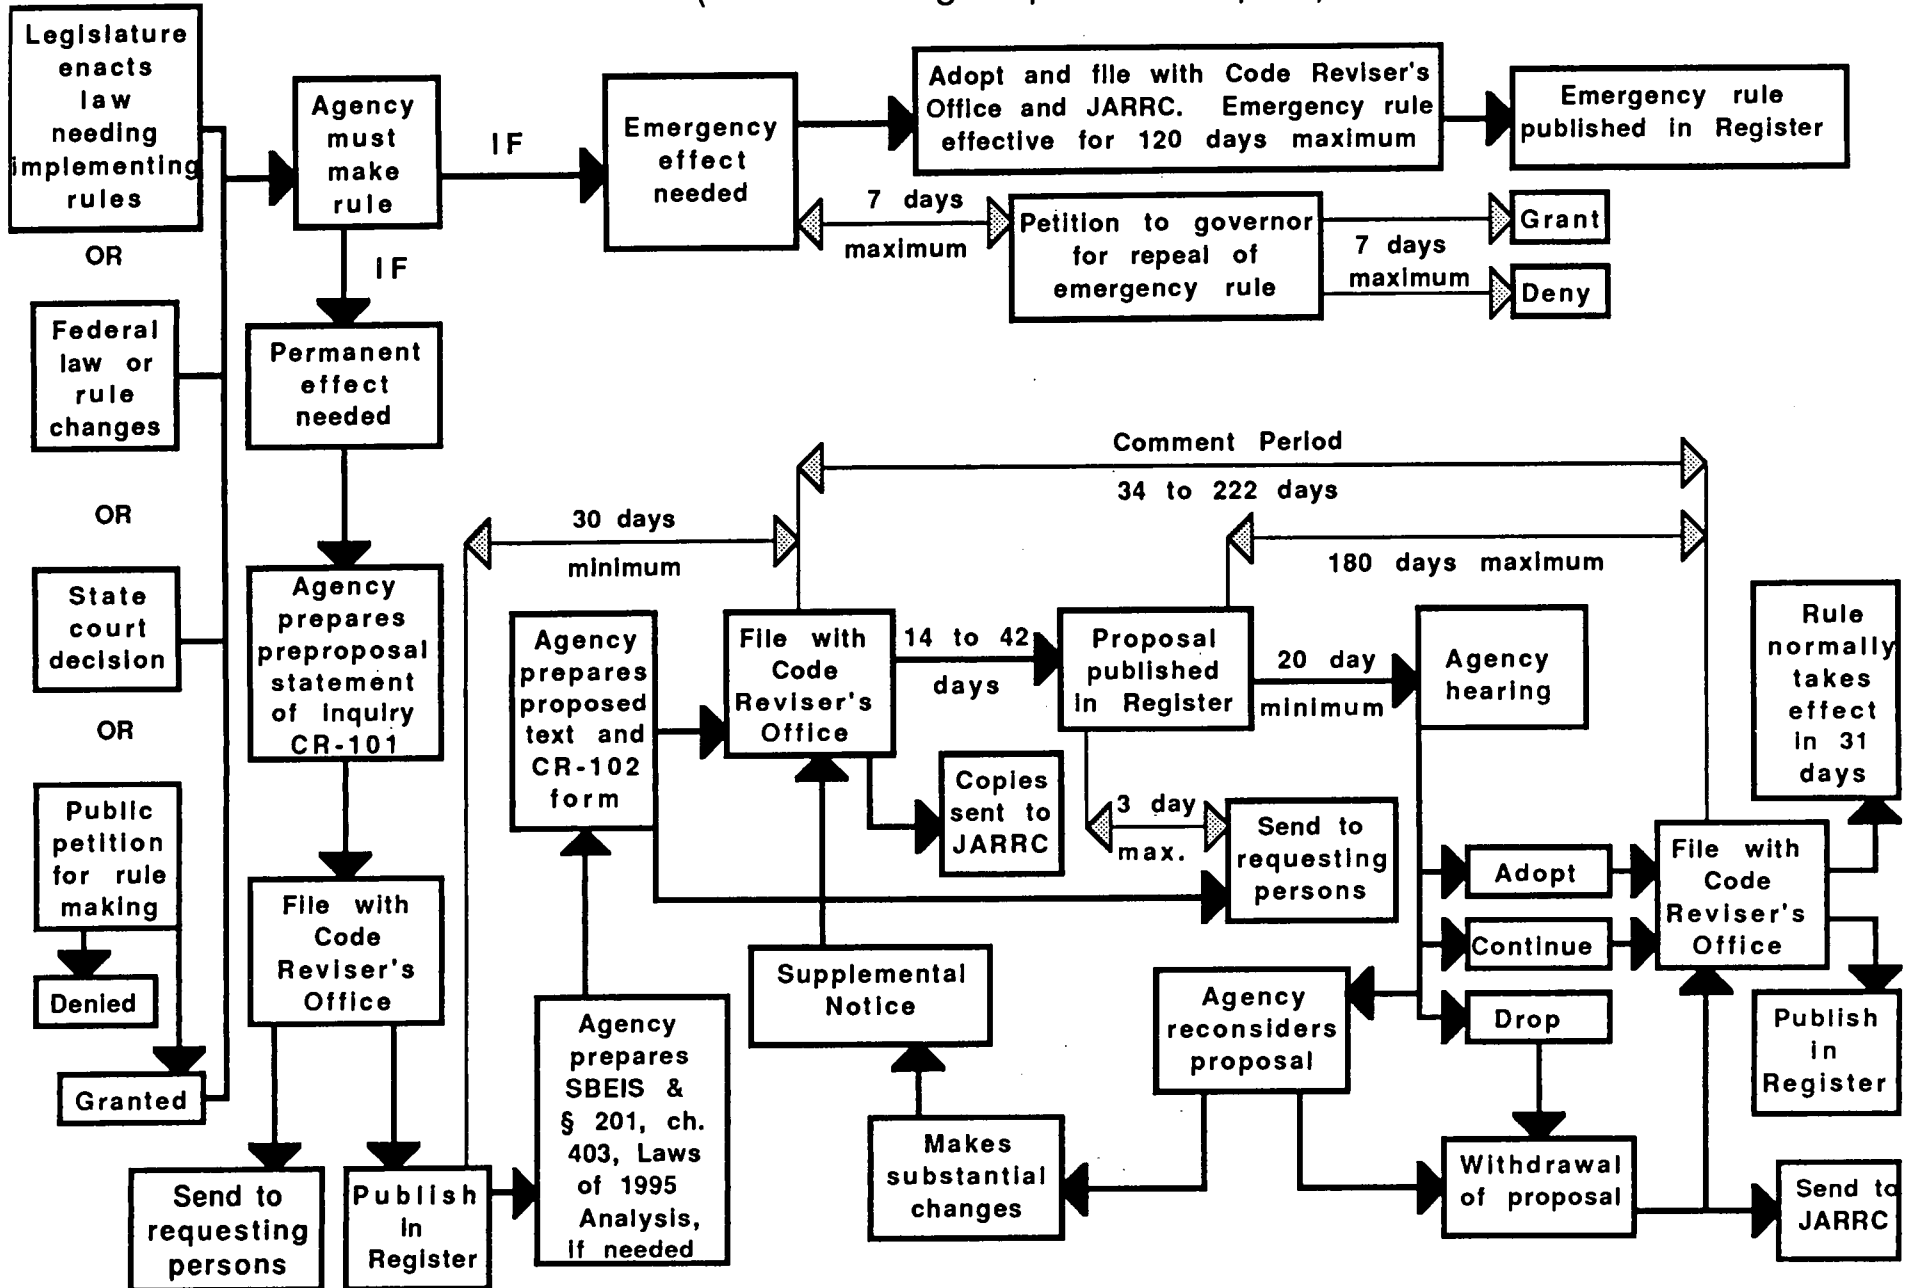 Legislature
enacts
law
needing
implementing
rules
OR
Federal
law or
rule
changes
OR
State
court
decision
OR
Public
petition
for rule
making
Denied
Granted
Agency
must
make
rule
IF
IF
Emergency
effect
needed
Adopt and file with Code Reviser's
Office and JARRC. Emergency rule
effective for 120 days maximum
Emergency rule
published in Register
7 days
maximum
Petition to governor
for repeal of
emergency rule
7 days
maximum
Grant
Deny
Permanent
effect
needed
Agency
prepares
preproposal
statement
of inquiry
CR-101
File with
Code
Reviser's
Office
Send to
requesting
persons
Publish
in
Register
30 days
minimum
Agency
prepares
SBEIS &
§ 201, ch.
403, Laws
of 1995
Analysis,
if needed
Agency
prepares
proposed
text and
CR-102
form
File with
Code
Reviser's
Office
Comment Period
34 to 222 days
14 to 42
days
Copies
sent to
JARRC
Proposal
published
in Register
180 days maximum
20 day
minimum
3 day
max.
Send to
requesting
persons
Agency
hearing
Adopt
Continue
Drop
Agency
reconsiders
proposal
Supplemental
Notice
Makes
substantial
changes
Withdrawal
of proposal
File with
Code
Reviser's
Office
Rule
normally
takes
effect
in 31
days
Publish
in
Register
Send to
JARRC